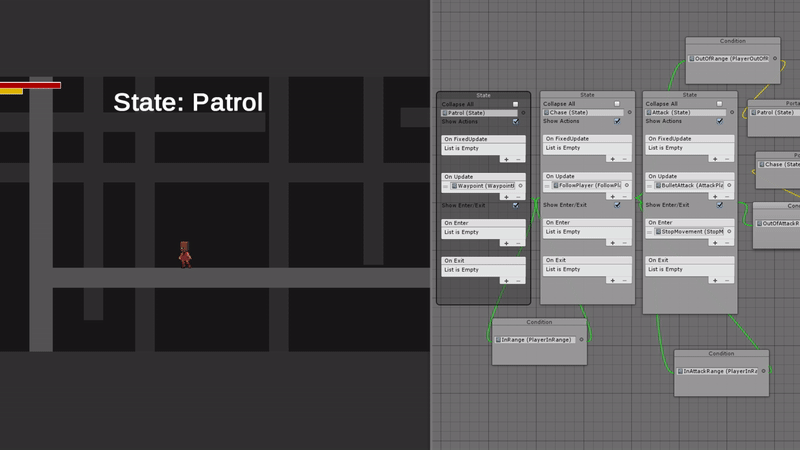 State: Patrol
Condition
OutOfRange (PlayerOutOfR
State
Collapse All
Patrol (State)
Show Actions
On FixedUpdate
List is Empty
On Update
Waypoint (Waypoint
Show Enter/Exit
On Enter
List is Empty
On Exit
List is Empty
State
Collapse All
Chase (State)
Show Actions
On FixedUpdate
List is Empty
On Update
FollowPlayer (FollowPl
Show Enter/Exit
On Enter
List is Empty
On Exit
List is Empty
State
Collapse All
Attack (State)
Show Actions
On FixedUpdate
List is Empty
On Update
BulletAttack (AttackPla
Show Enter/Exit
On Enter
StopMovement (StopM
On Exit
List is Empty
Porta
Patrol (State)
Po
Chase (State
Con
OutOfAttackR
Condition
InRange (PlayerInRange)
Condition
InAttackRange (PlayerInRa